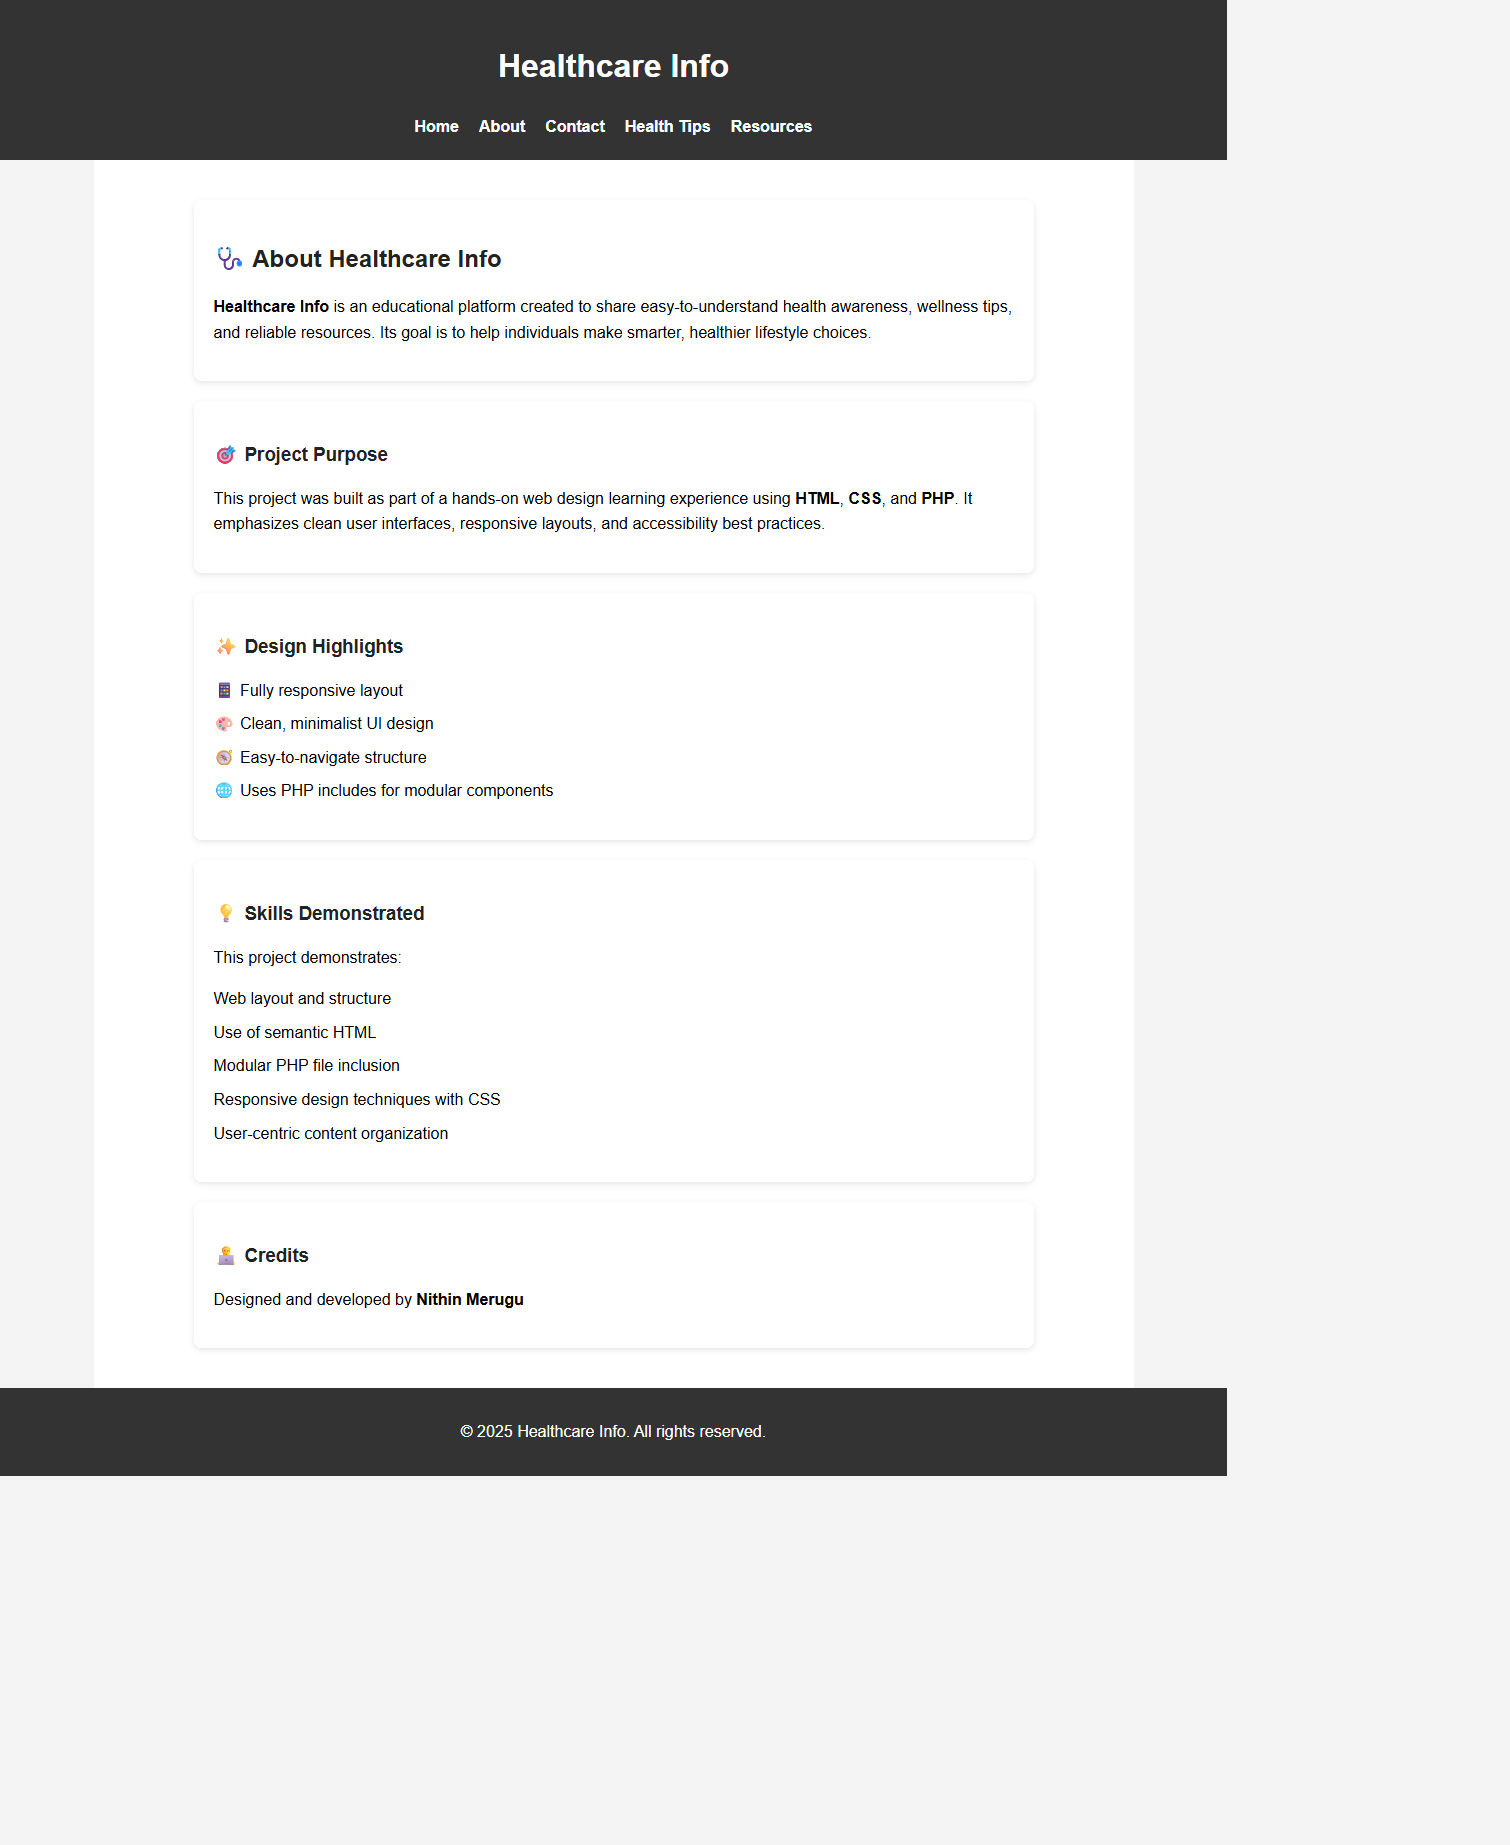 Healthcare Info
Home About Contact Health Tips Resources
🩺 About Healthcare Info
Healthcare Info is an educational platform created to share easy-to-understand health awareness, wellness tips,
and reliable resources. Its goal is to help individuals make smarter, healthier lifestyle choices.
🎯 Project Purpose
This project was built as part of a hands-on web design learning experience using HTML, CSS, and PHP. It
emphasizes clean user interfaces, responsive layouts, and accessibility best practices.
✨ Design Highlights
📱 Fully responsive layout
🎨 Clean, minimalist UI design
🧭 Easy-to-navigate structure
🌐 Uses PHP includes for modular components
💡 Skills Demonstrated
This project demonstrates:
Web layout and structure
Use of semantic HTML
Modular PHP file inclusion
Responsive design techniques with CSS
User-centric content organization
🧑‍💻 Credits
Designed and developed by Nithin Merugu
© 2025 Healthcare Info. All rights reserved.